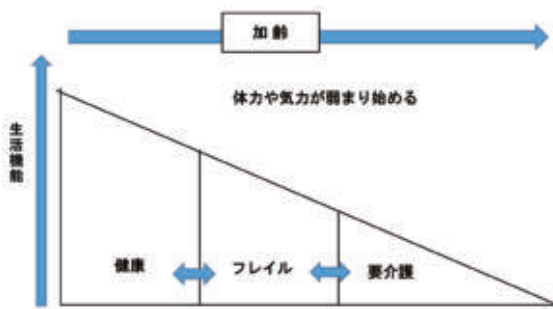 加齢
体力や気力が弱まり始める
生活機能
健康
フレイル
要介護